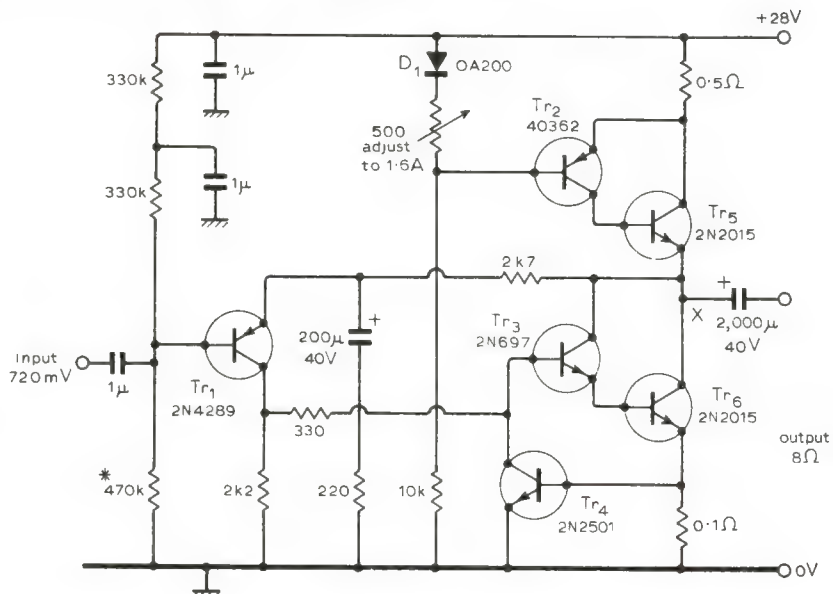 +28V
330k
1μ
D1
OA200
0·5Ω
Tr2
40362
500
adjust
to 1·6A
1μ
330k
Tr5
2N2015
2k7
+
200μ
40V
Tr3
2N697
X
+
2,000μ
40V
Input
720mV
1μ
Tr1
2N4289
330
Tr6
2N2015
output
8Ω
*
470k
2k2
220
10k
Tr4
2N2501
0·1Ω
0V